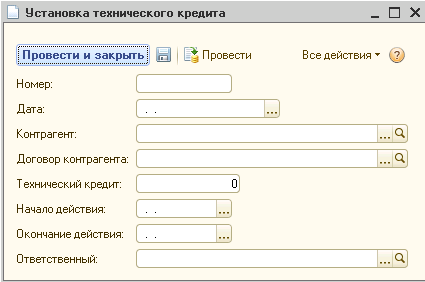 Установка технического кредита
Провести и закрыть Провести Все действия ?
Номер:
Дата: . . ...
Контрагент: ...
Договор контрагента: ...
Технический кредит: 0
Начало действия: . . ...
Окончание действия: . . ...
Ответственный: ...